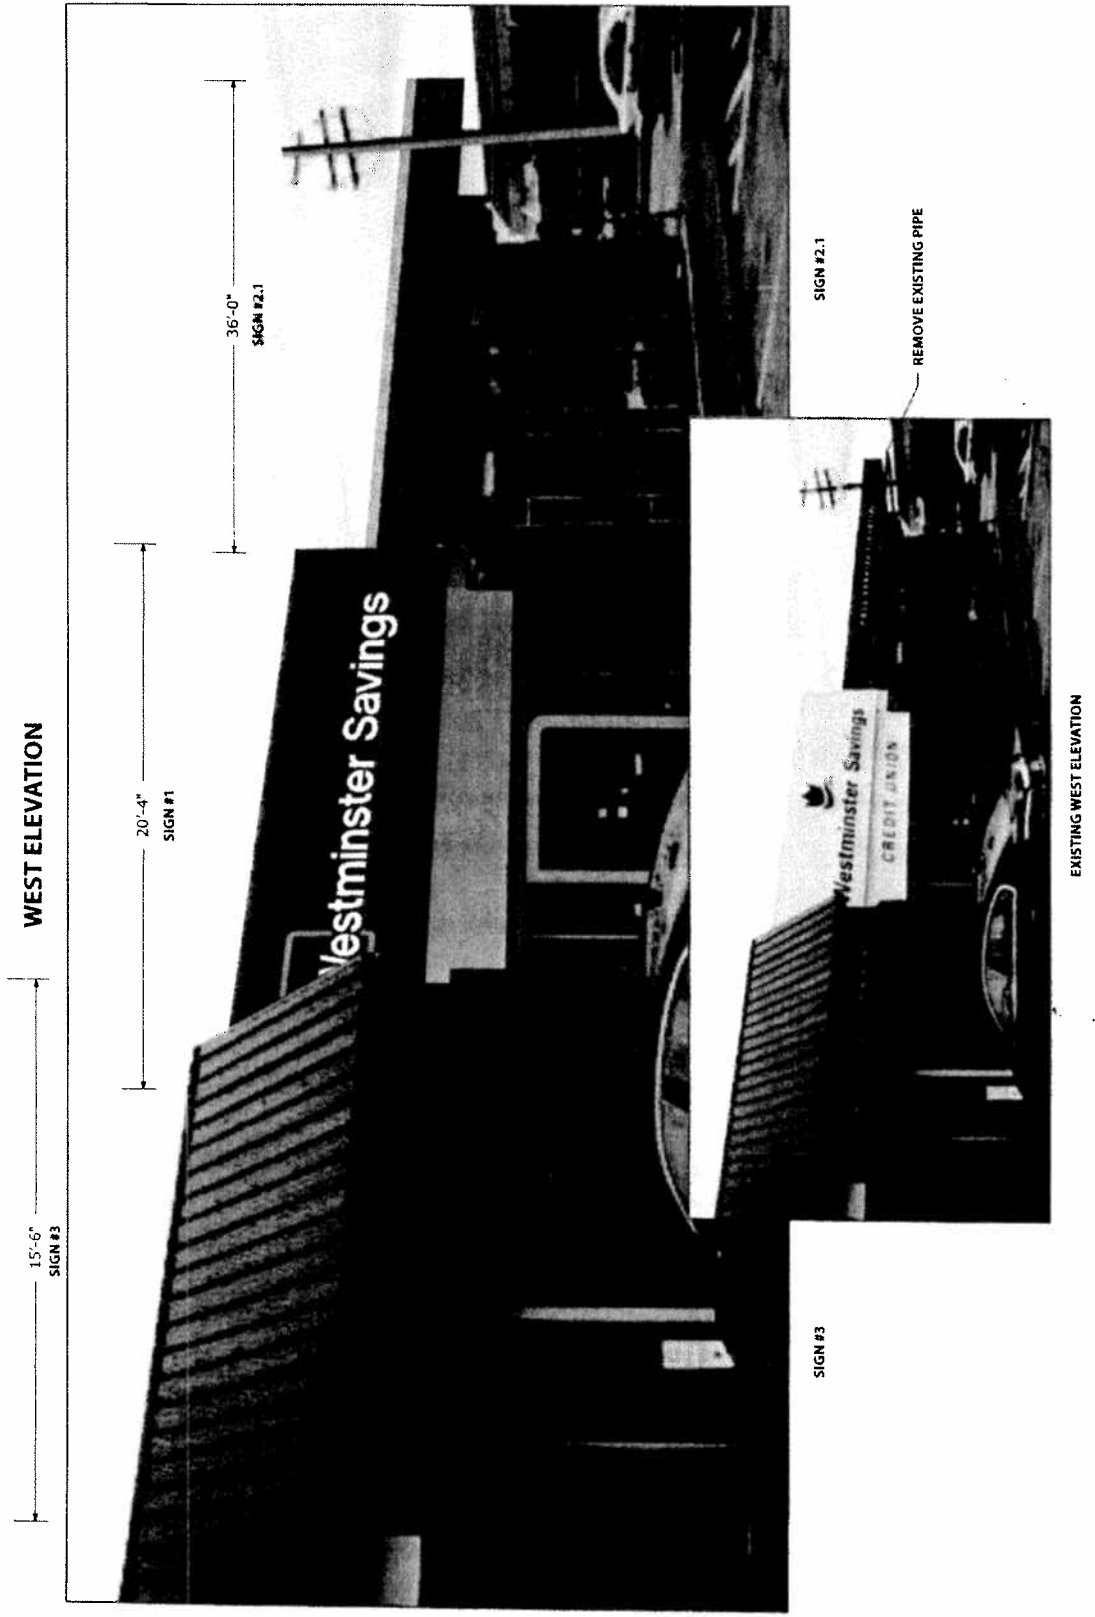 WEST ELEVATION
15'-6"
SIGN #3
20'-4"
SIGN #1
36'-0"
SIGN #2.1
Westminster Savings
SIGN #3
SIGN #2.1
REMOVE EXISTING PIPE
Westminster Savings
CREDIT UNION
EXISTING WEST ELEVATION